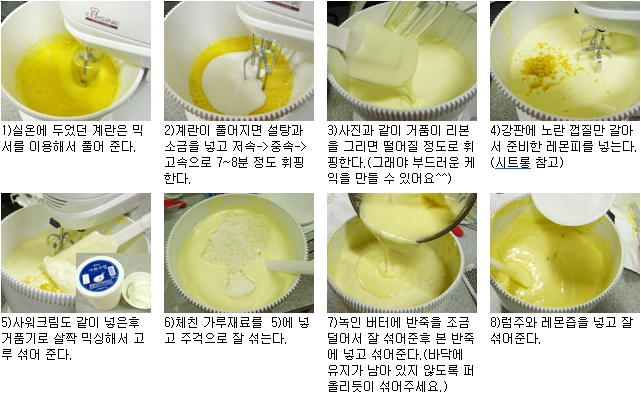 CUISINE
1)실온에 두었던 계란은 믹
서를 이용해서 풀어 준다.
2)계란이 풀어지면 설탕과
소금을 넣고 저속->중속->
고속으로 7~8분 정도 휘핑
한다.
3)사진과 같이 거품이 리본
을 그리면 떨어질 정도로 휘
핑한다.(그래야 부드러운 케
익을 만들 수 있어요^^)
4)강판에 노란 껍질만 갈아
서 준비한 레몬피를 넣는다.
(시트롱 참고)
5)사워크림도 같이 넣은후
거품기로 살짝 믹싱해서 고
루 섞어 준다.
6)체친 가루재료를 5)에 넣
고 주걱으로 잘 섞는다.
7)녹인 버터에 반죽을 조금
덜어서 잘 섞어준후 본 반죽
에 넣고 섞어준다.(바닥에
유지가 남아 있지 않도록 퍼
올리듯이 섞어주세요.)
8)럼주와 레몬즙을 넣고 잘
섞어준다.